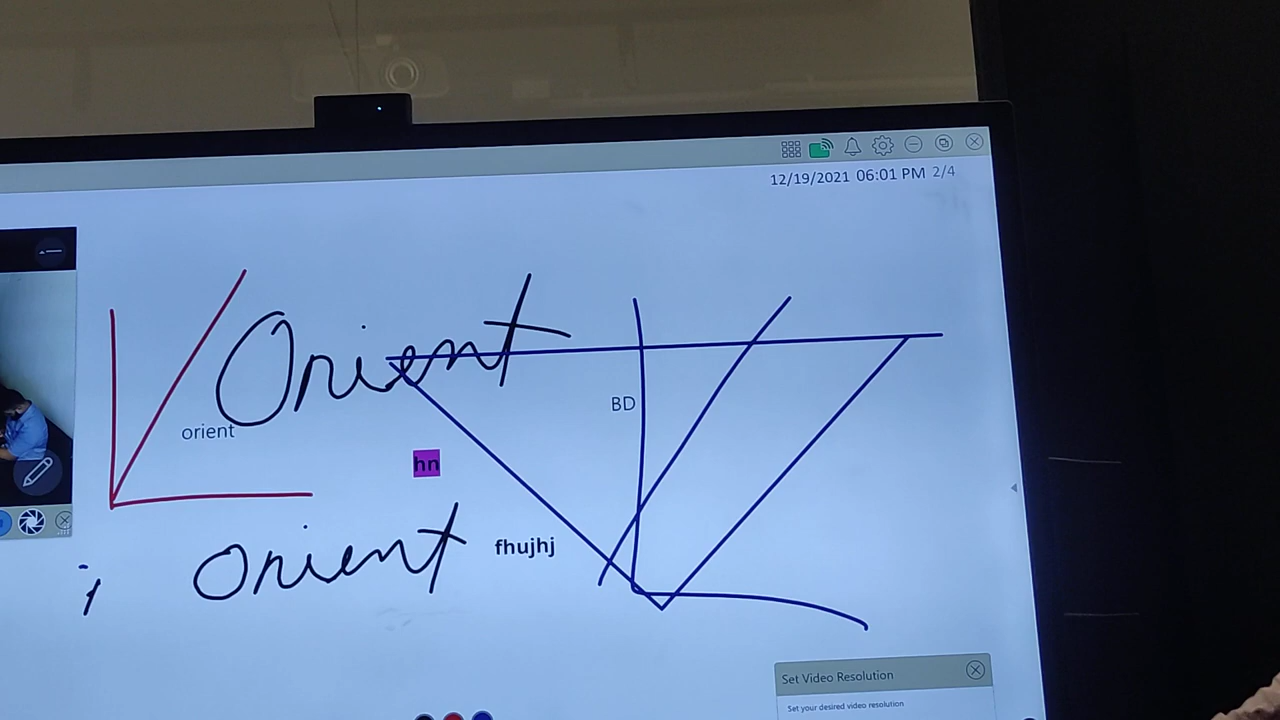 12/19/2021 06:01 PM 2/4
Orient
BD
orient
hn
fhujhj
orient
i
Set Video Resolution
Set your desired video resolution